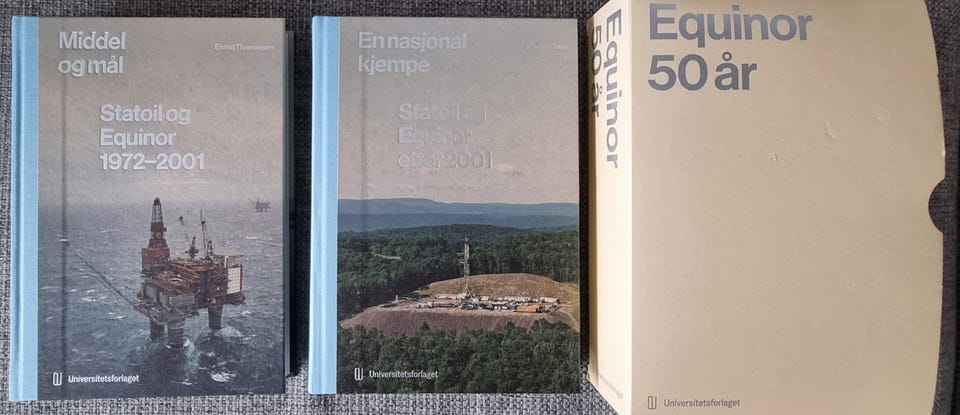 Middel
og mål
Eivind Thomassen
Statoil og
Equinor
1972–2001
Universitetsforlaget
En nasjonal
kjempe
Statoil og
Equinor
etter 2001
Universitetsforlaget
Equinor
50 år
Equinor
50 år
Universitetsforlaget